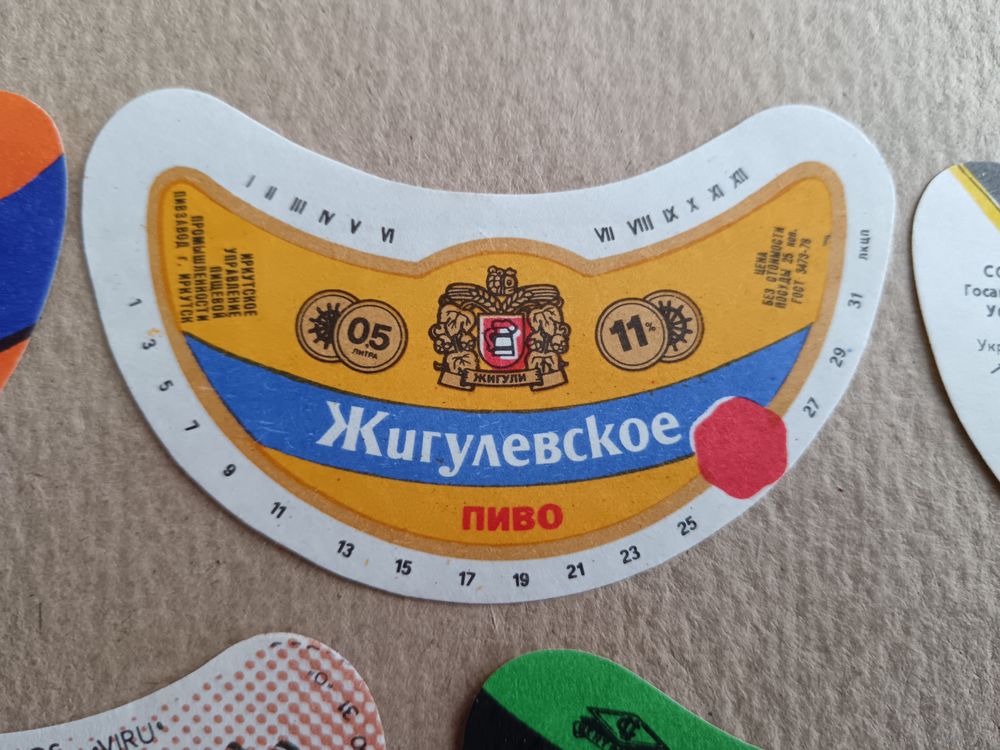 I II III IV V VI
VII VIII IX X XI XII
ИРКУТСКОЕ
УПРАВЛЕНИЕ
ПИЩЕВОЙ
ПРОМЫШЛЕННОСТИ
ПИВЗАВОД г. ИРКУТСК
ЦЕНА
БЕЗ СТОИМОСТИ
ПОСУДЫ 25 коп.
ГОСТ 3473-78
0,5
ЛИТРА
11%
ЖИГУЛИ
Жигулевское
ПИВО
1 3 5 7 9 11 13 15 17 19 21 23 25 27 29 31
"VIRU"